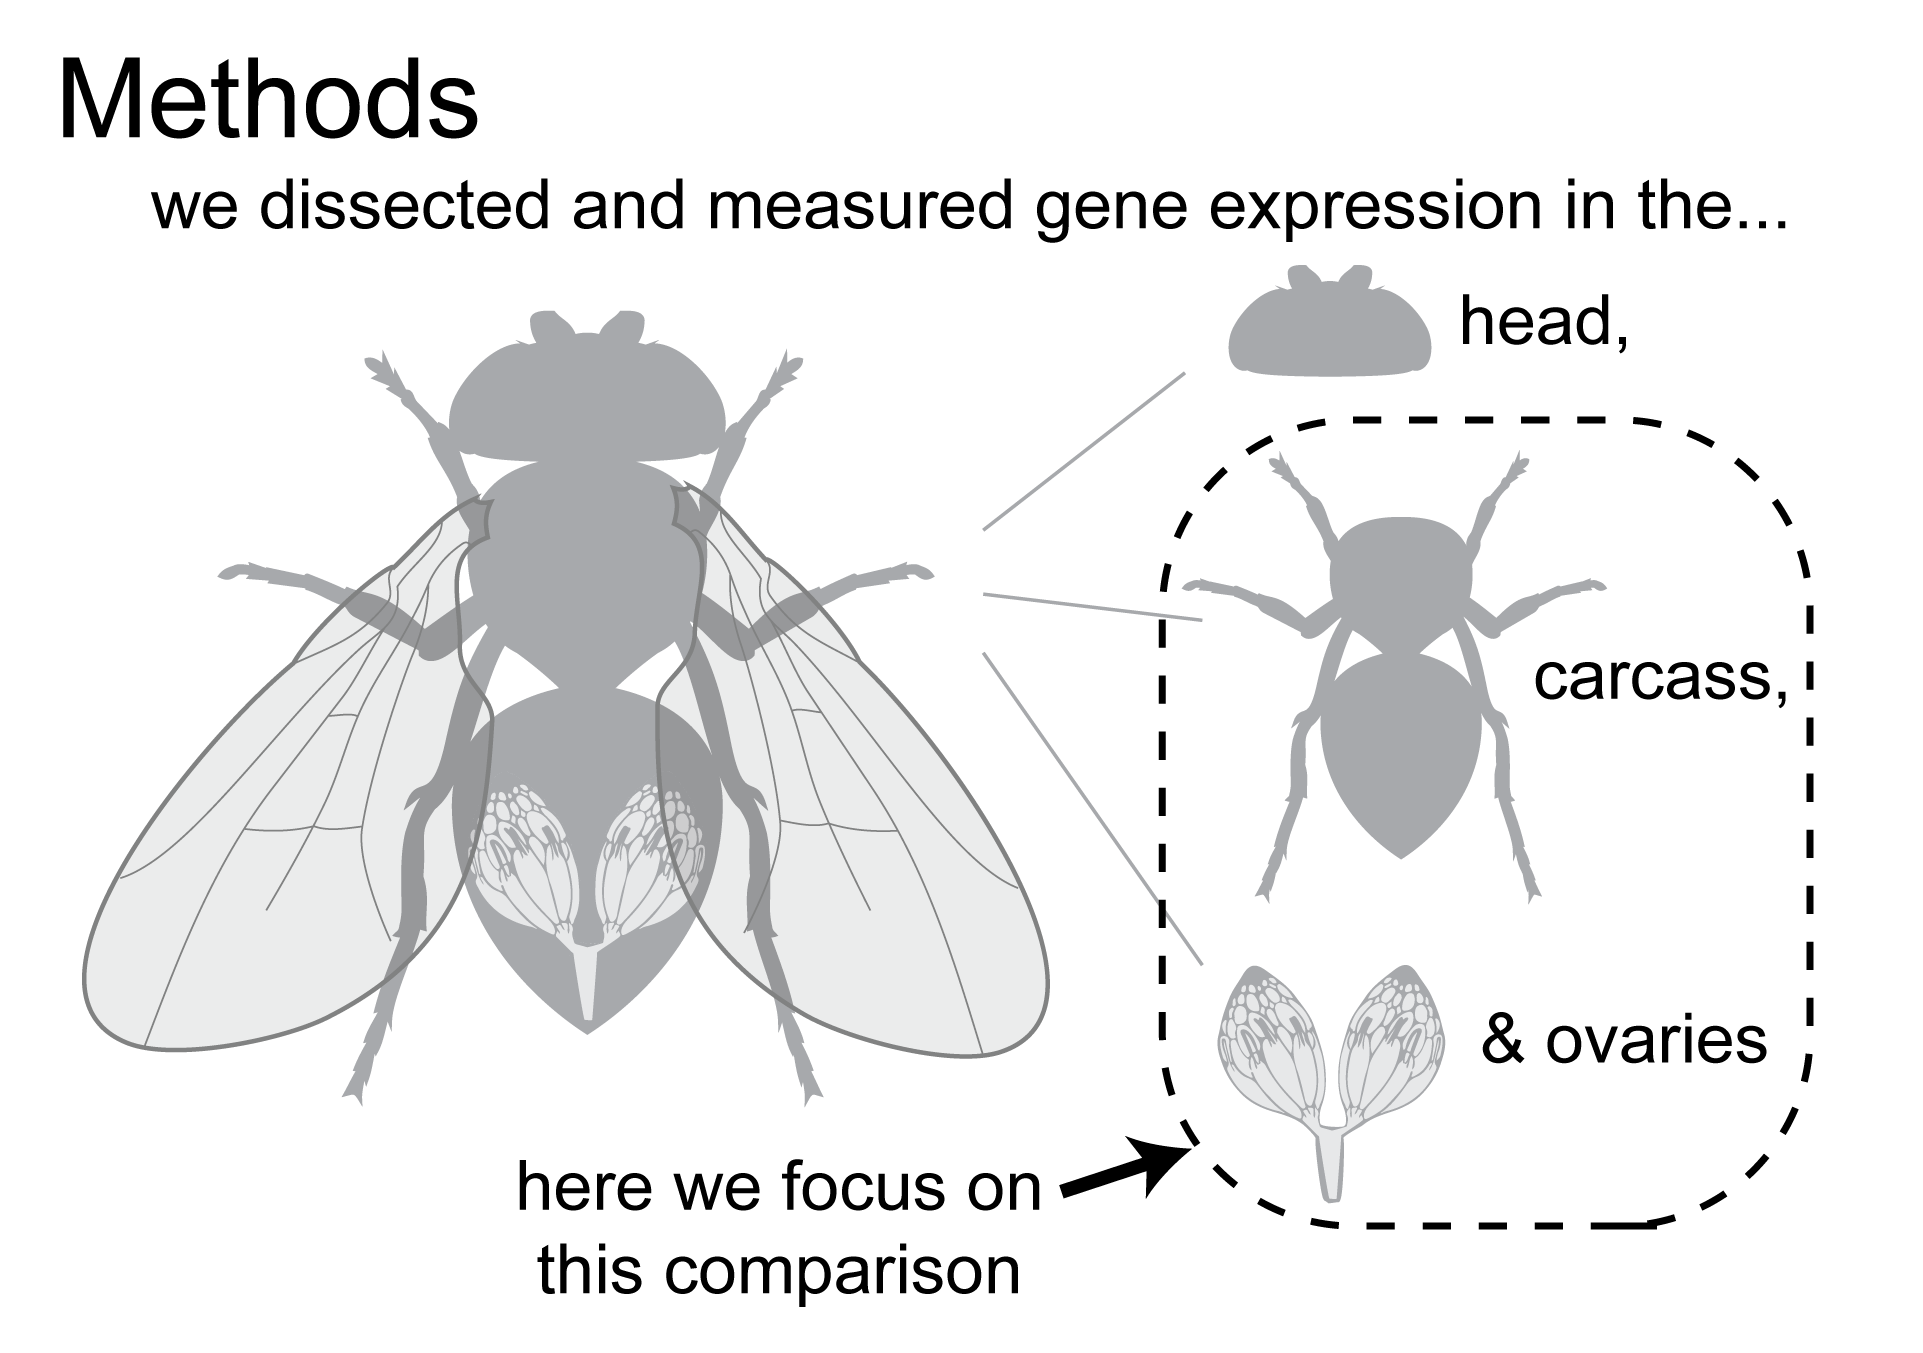 Methods
we dissected and measured gene expression in the...
head,
carcass,
& ovaries
here we focus on
this comparison